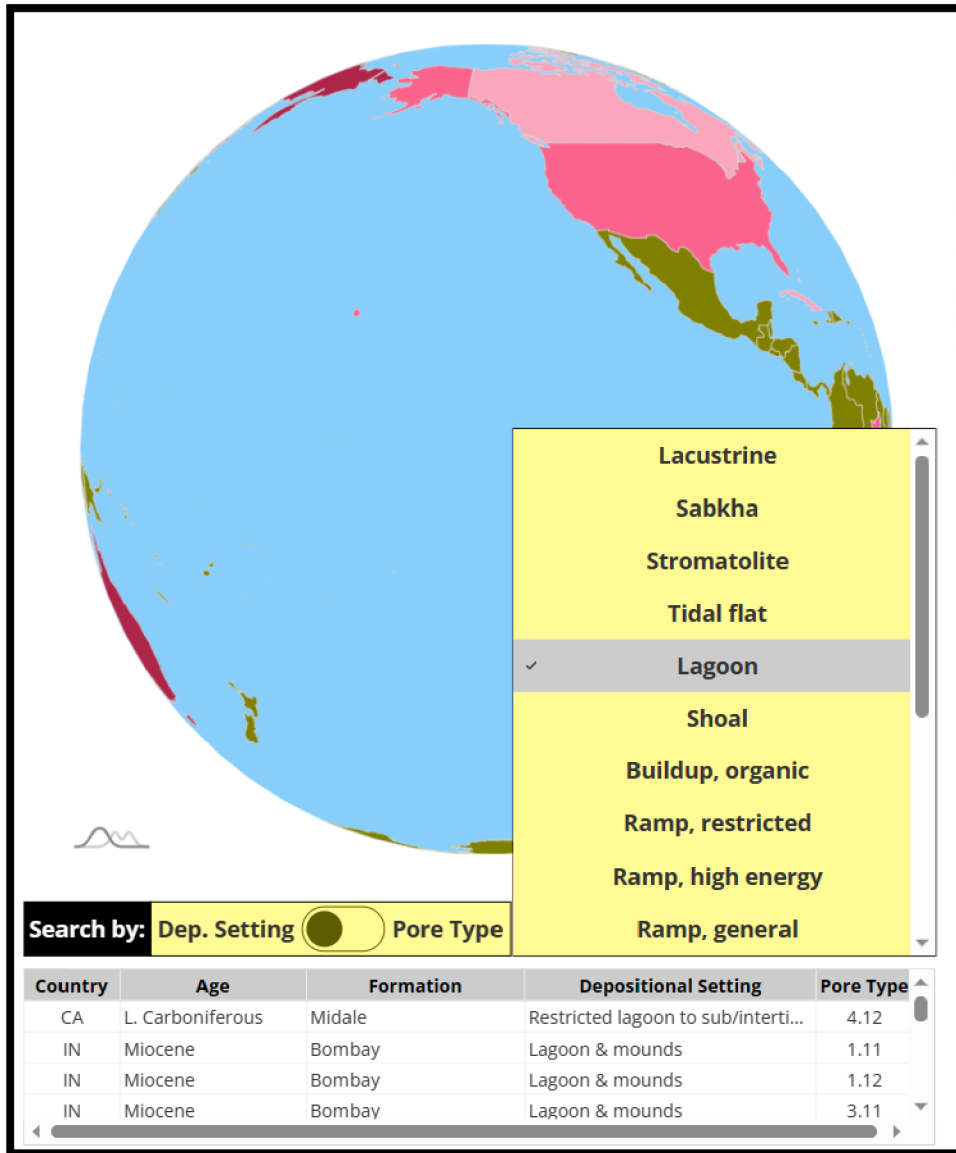 Lacustrine
Sabkha
Stromatolite
Tidal flat
Lagoon
Shoal
Buildup, organic
Ramp, restricted
Ramp, high energy
Ramp, general
Search by: Dep. Setting Pore Type
Country Age Formation Depositional Setting Pore Type
CA L. Carboniferous Midale Restricted lagoon to sub/interti... 4.12
IN Miocene Bombay Lagoon & mounds 1.11
IN Miocene Bombay Lagoon & mounds 1.12
IN Miocene Bombay Lagoon & mounds 3.11